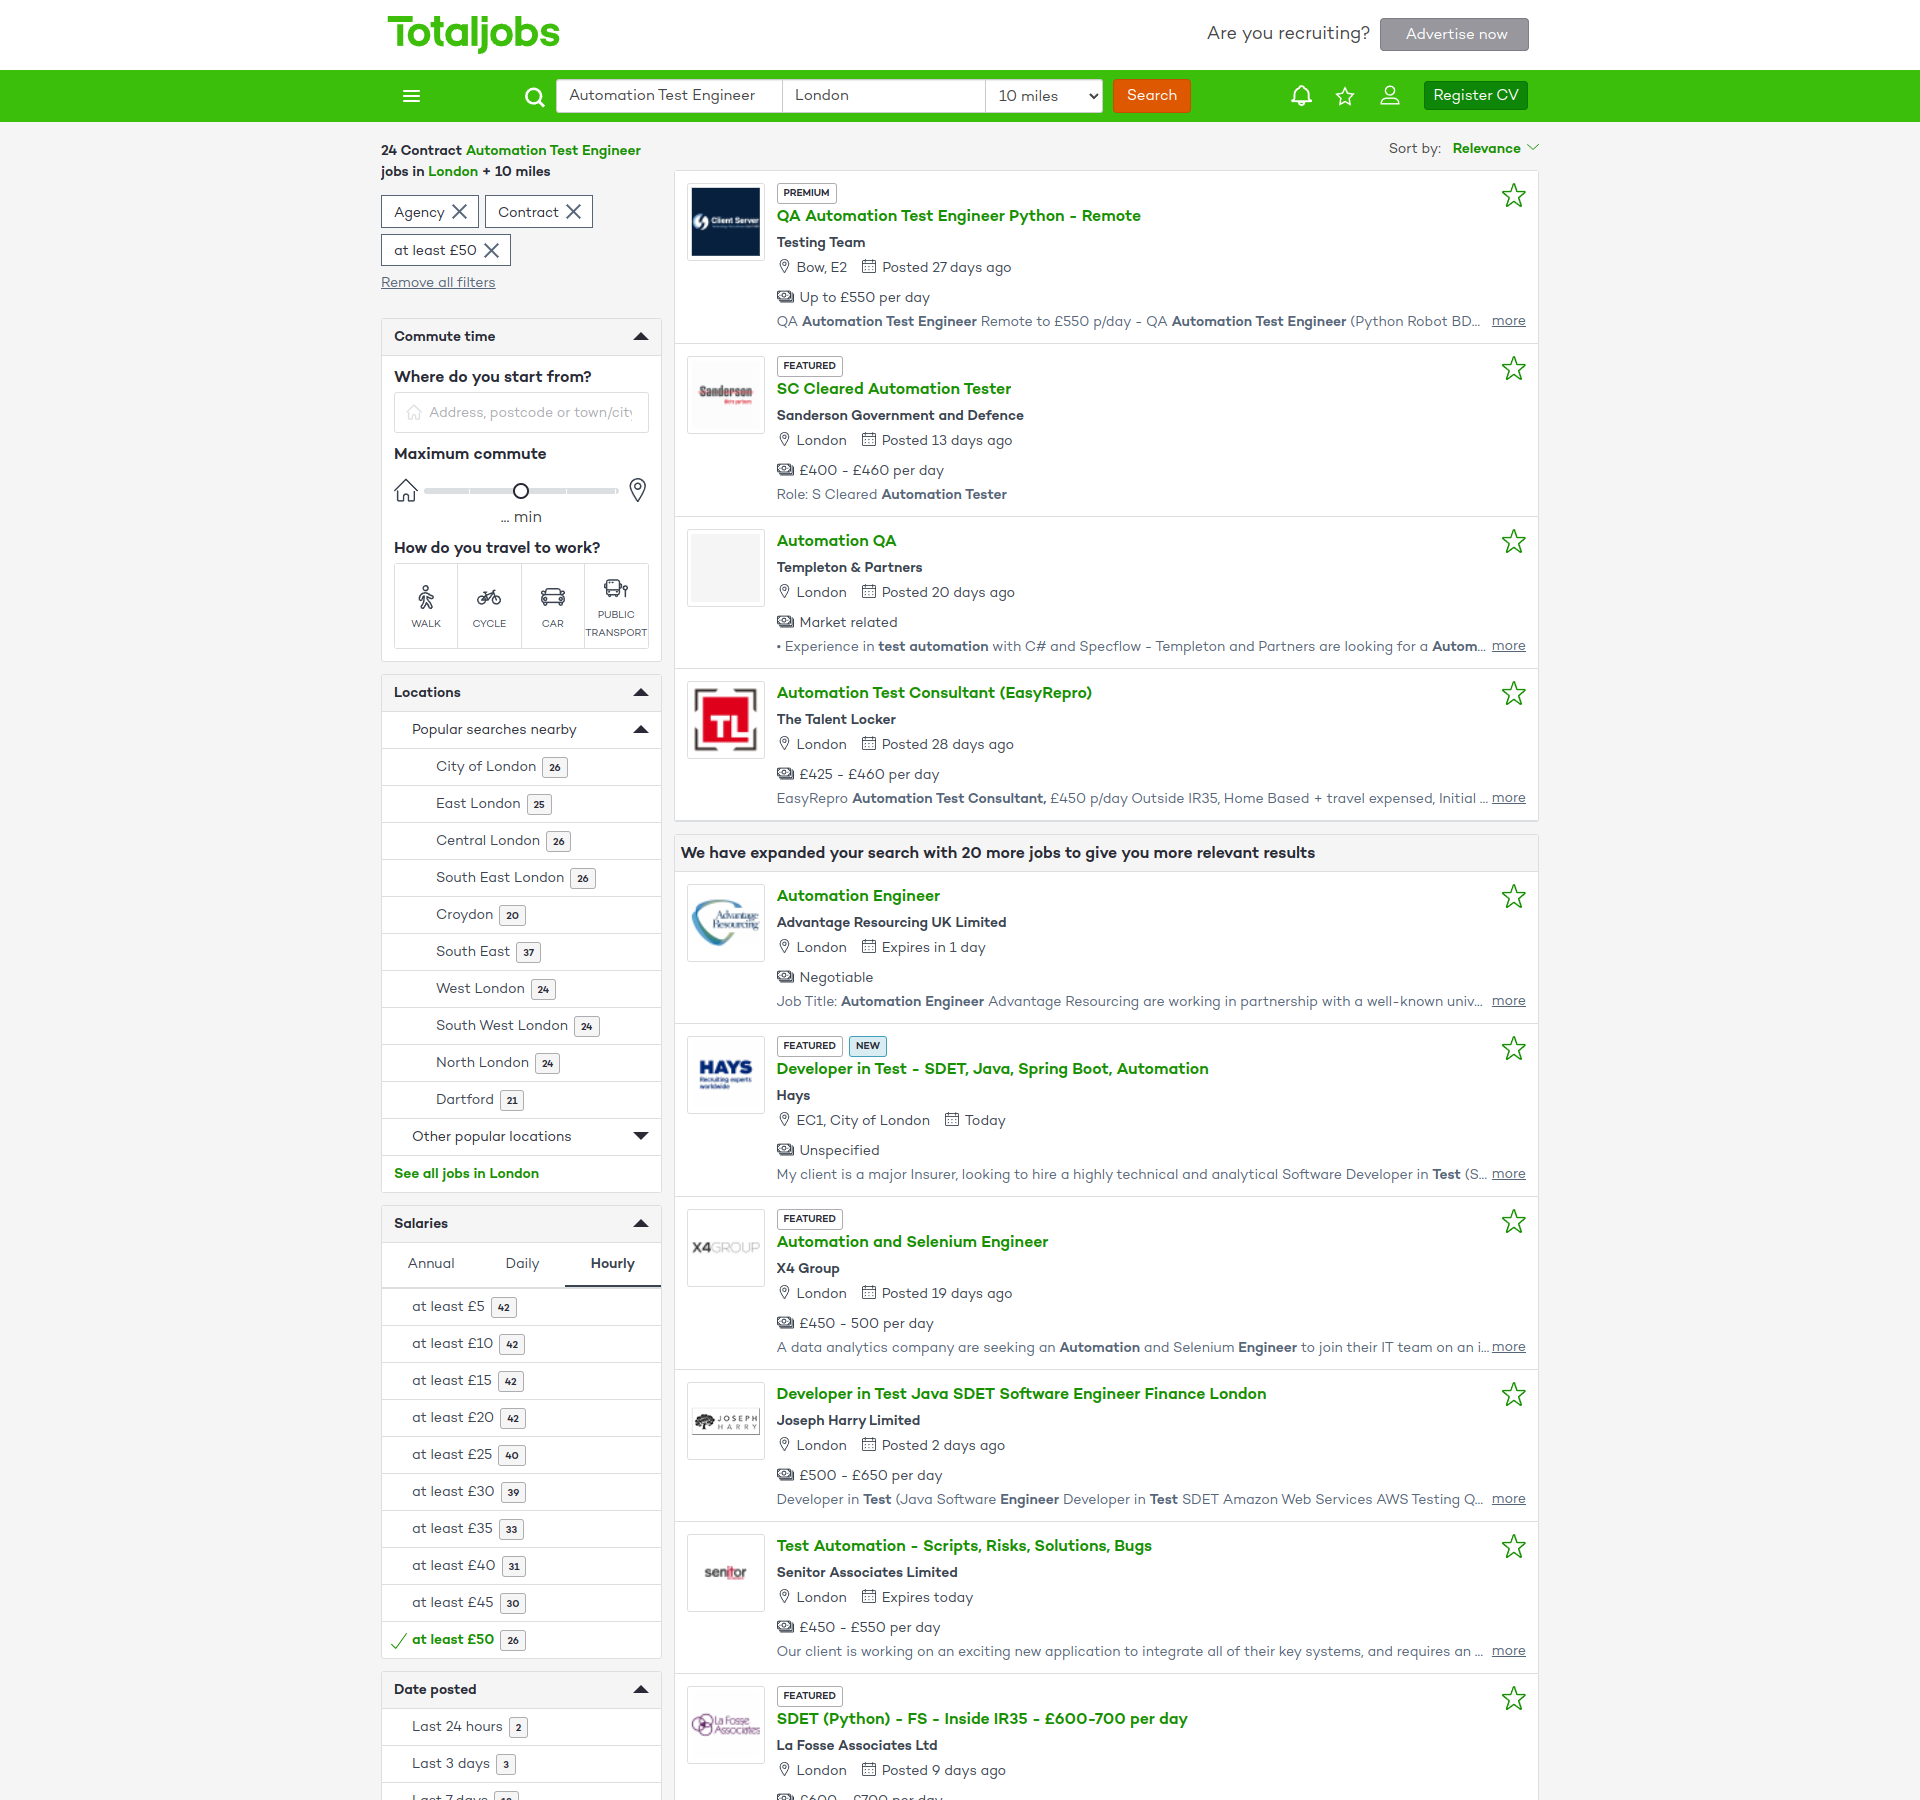 Totaljobs
Are you recruiting?
Advertise now
Automation Test Engineer
London
10 miles
Search
Register CV
24 Contract Automation Test Engineer
jobs in London + 10 miles
Agency
Contract
at least £50
Remove all filters
Commute time
Where do you start from?
Address, postcode or town/city
Maximum commute
... min
How do you travel to work?
WALK
CYCLE
CAR
PUBLIC
TRANSPORT
Locations
Popular searches nearby
City of London 26
East London 25
Central London 26
South East London 26
Croydon 20
South East 37
West London 24
South West London 24
North London 24
Dartford 21
Other popular locations
See all jobs in London
Salaries
Annual
Daily
Hourly
at least £5 42
at least £10 42
at least £15 42
at least £20 42
at least £25 40
at least £30 39
at least £35 33
at least £40 31
at least £45 30
at least £50 26
Date posted
Last 24 hours 2
Last 3 days 3
Last 7 days
Sort by: Relevance
Client Server
PREMIUM
QA Automation Test Engineer Python - Remote
Testing Team
Bow, E2 Posted 27 days ago
Up to £550 per day
QA Automation Test Engineer Remote to £550 p/day - QA Automation Test Engineer (Python Robot BD... more
Sanderson
FEATURED
SC Cleared Automation Tester
Sanderson Government and Defence
London Posted 13 days ago
£400 - £460 per day
Role: S Cleared Automation Tester
Automation QA
Templeton & Partners
London Posted 20 days ago
Market related
• Experience in test automation with C# and Specflow - Templeton and Partners are looking for a Autom... more
TL
Automation Test Consultant (EasyRepro)
The Talent Locker
London Posted 28 days ago
£425 - £460 per day
EasyRepro Automation Test Consultant, £450 p/day Outside IR35, Home Based + travel expensed, Initial ... more
We have expanded your search with 20 more jobs to give you more relevant results
Advantage
Resourcing
Automation Engineer
Advantage Resourcing UK Limited
London Expires in 1 day
Negotiable
Job Title: Automation Engineer Advantage Resourcing are working in partnership with a well-known univ... more
HAYS
Recruiting experts
worldwide
FEATURED NEW
Developer in Test - SDET, Java, Spring Boot, Automation
Hays
EC1, City of London Today
Unspecified
My client is a major Insurer, looking to hire a highly technical and analytical Software Developer in Test (S... more
X4GROUP
FEATURED
Automation and Selenium Engineer
X4 Group
London Posted 19 days ago
£450 - 500 per day
A data analytics company are seeking an Automation and Selenium Engineer to join their IT team on an i... more
JOSEPH
HARRY
Developer in Test Java SDET Software Engineer Finance London
Joseph Harry Limited
London Posted 2 days ago
£500 - £650 per day
Developer in Test (Java Software Engineer Developer in Test SDET Amazon Web Services AWS Testing Q... more
senitor
Test Automation - Scripts, Risks, Solutions, Bugs
Senitor Associates Limited
London Expires today
£450 - £550 per day
Our client is working on an exciting new application to integrate all of their key systems, and requires an ... more
La Fosse
Associates
FEATURED
SDET (Python) - FS - Inside IR35 - £600-700 per day
La Fosse Associates Ltd
London Posted 9 days ago
£600 - £700 per day